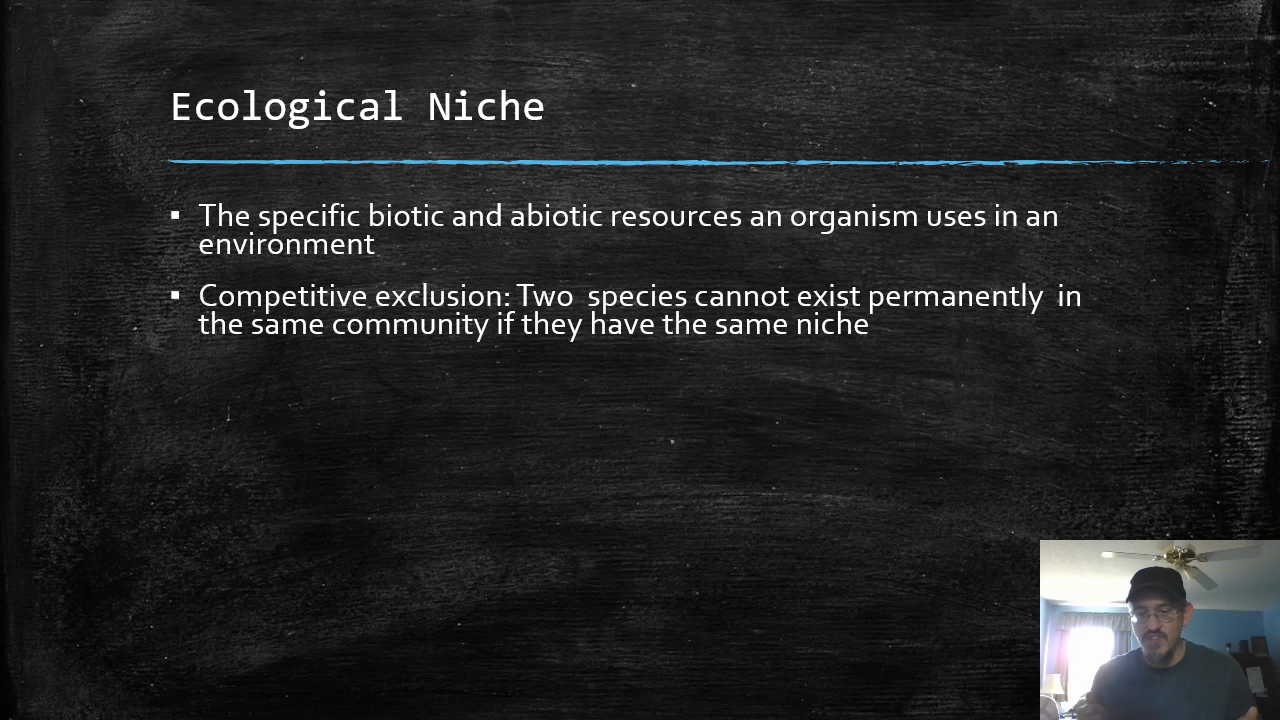 Ecological Niche
▪ The specific biotic and abiotic resources an organism uses in an
environment
▪ Competitive exclusion: Two  species cannot exist permanently  in
the same community if they have the same niche